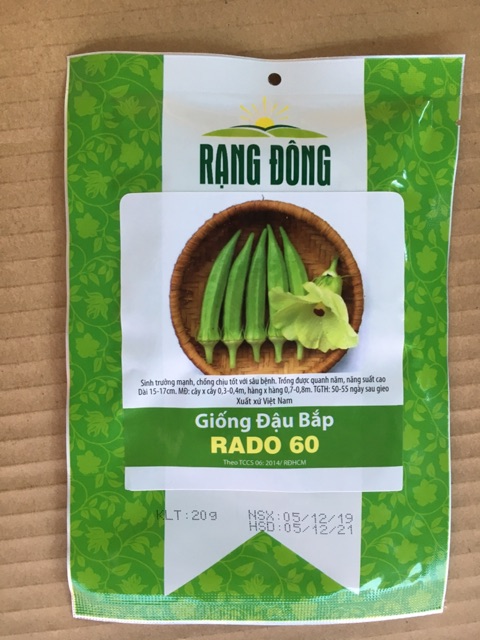 RẠNG ĐÔNG
Sinh trưởng mạnh, chống chịu tốt với sâu bệnh. Trồng được quanh năm, năng suất cao
Dài 15-17cm. MĐ: cây x cây 0,3-0,4m, hàng x hàng 0,7-0,8m. TGTH: 50-55 ngày sau gieo
Xuất xứ Việt Nam
Giống Đậu Bắp
RADO 60
Theo TCCS 06: 2014/ RĐHCM
KLT:20g NSX:05/12/19
HSD:05/12/21